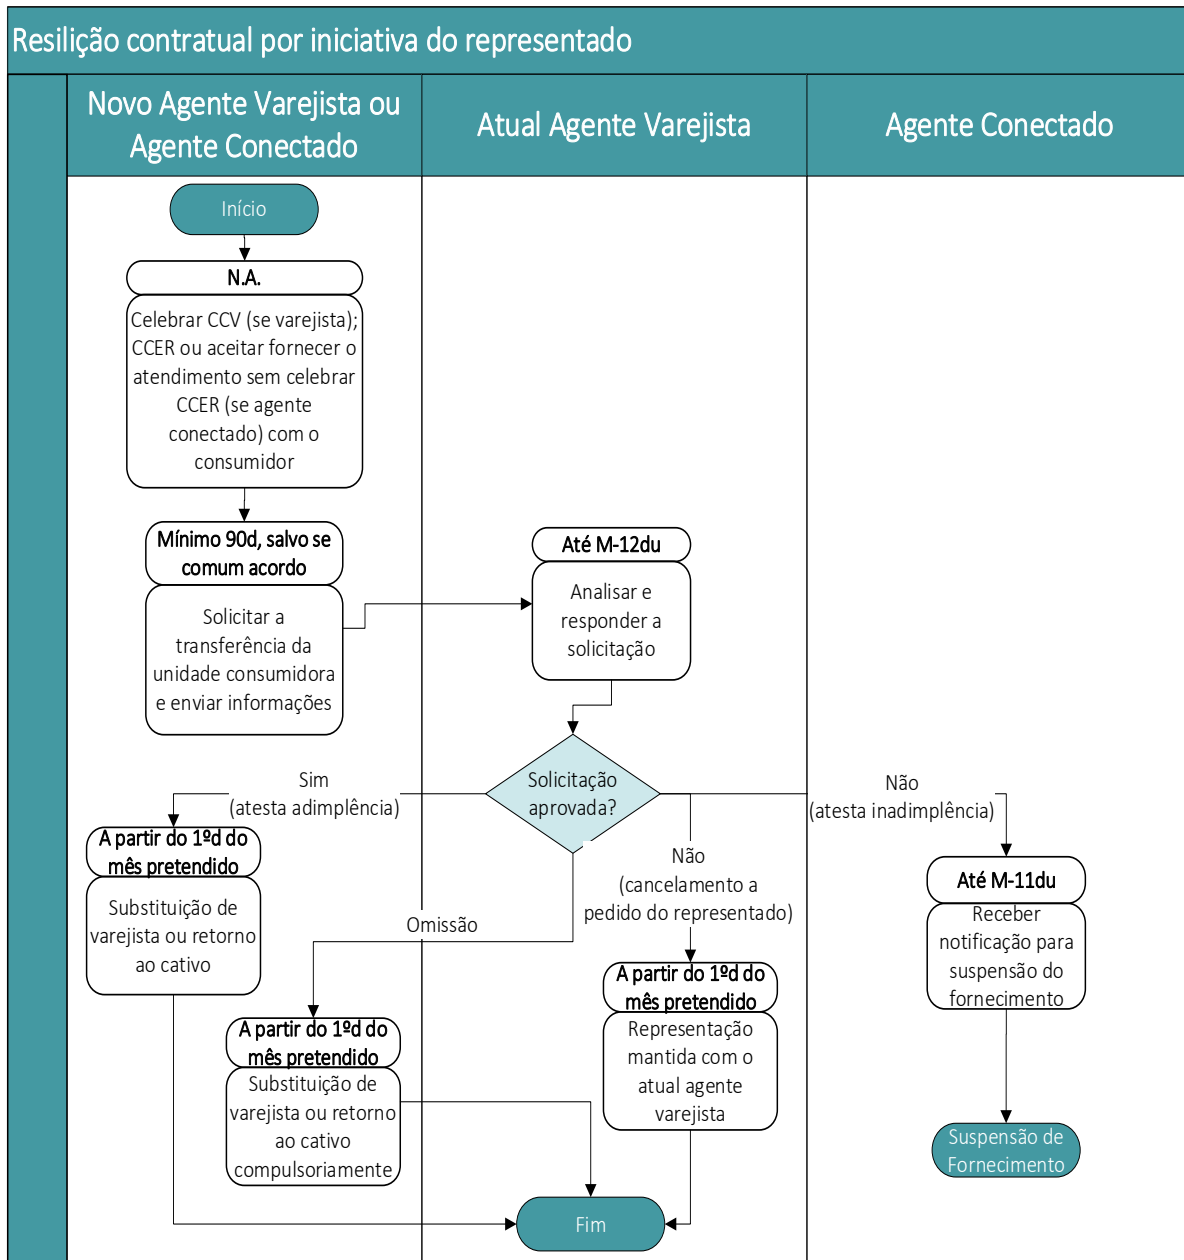 Resilição contratual por iniciativa do representado
Novo Agente Varejista ou
Agente Conectado
Atual Agente Varejista
Agente Conectado
Início
N.A.
Celebrar CCV (se varejista);
CCER ou aceitar fornecer o
atendimento sem celebrar
CCER (se agente
conectado) com o
consumidor
Mínimo 90d, salvo se
comum acordo
Solicitar a
transferência da
unidade consumidora
e enviar informações
Até M-12du
Analisar e
responder a
solicitação
Solicitação
aprovada?
Sim
(atesta adimplência)
Não
(atesta inadimplência)
Não
(cancelamento a
pedido do representado)
Omissão
A partir do 1ºd do
mês pretendido
Substituição de
varejista ou retorno
ao cativo
A partir do 1ºd do
mês pretendido
Substituição de
varejista ou retorno
ao cativo
compulsoriamente
A partir do 1ºd do
mês pretendido
Representação
mantida com o
atual agente
varejista
Até M-11du
Receber
notificação para
suspensão do
fornecimento
Suspensão de
Fornecimento
Fim